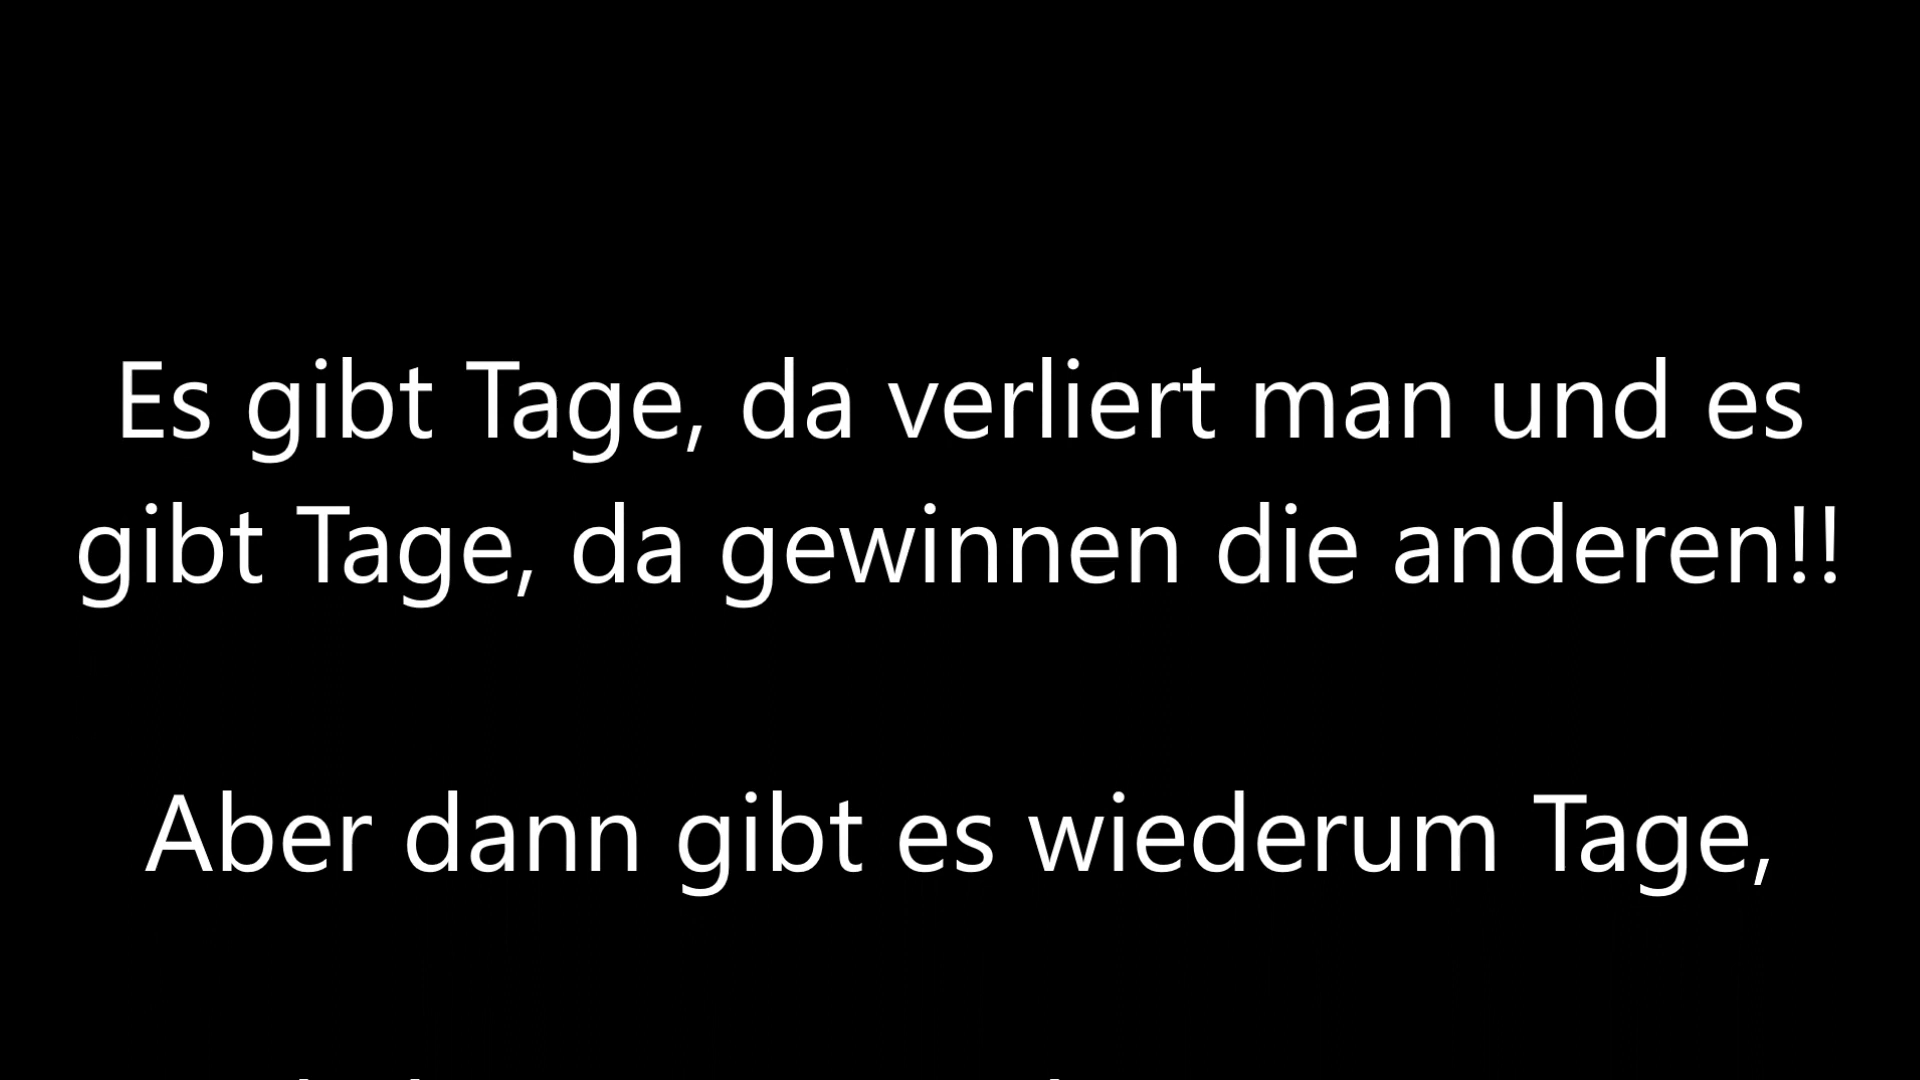 Es gibt Tage, da verliert man und es
gibt Tage, da gewinnen die anderen!!
Aber dann gibt es wiederum Tage,